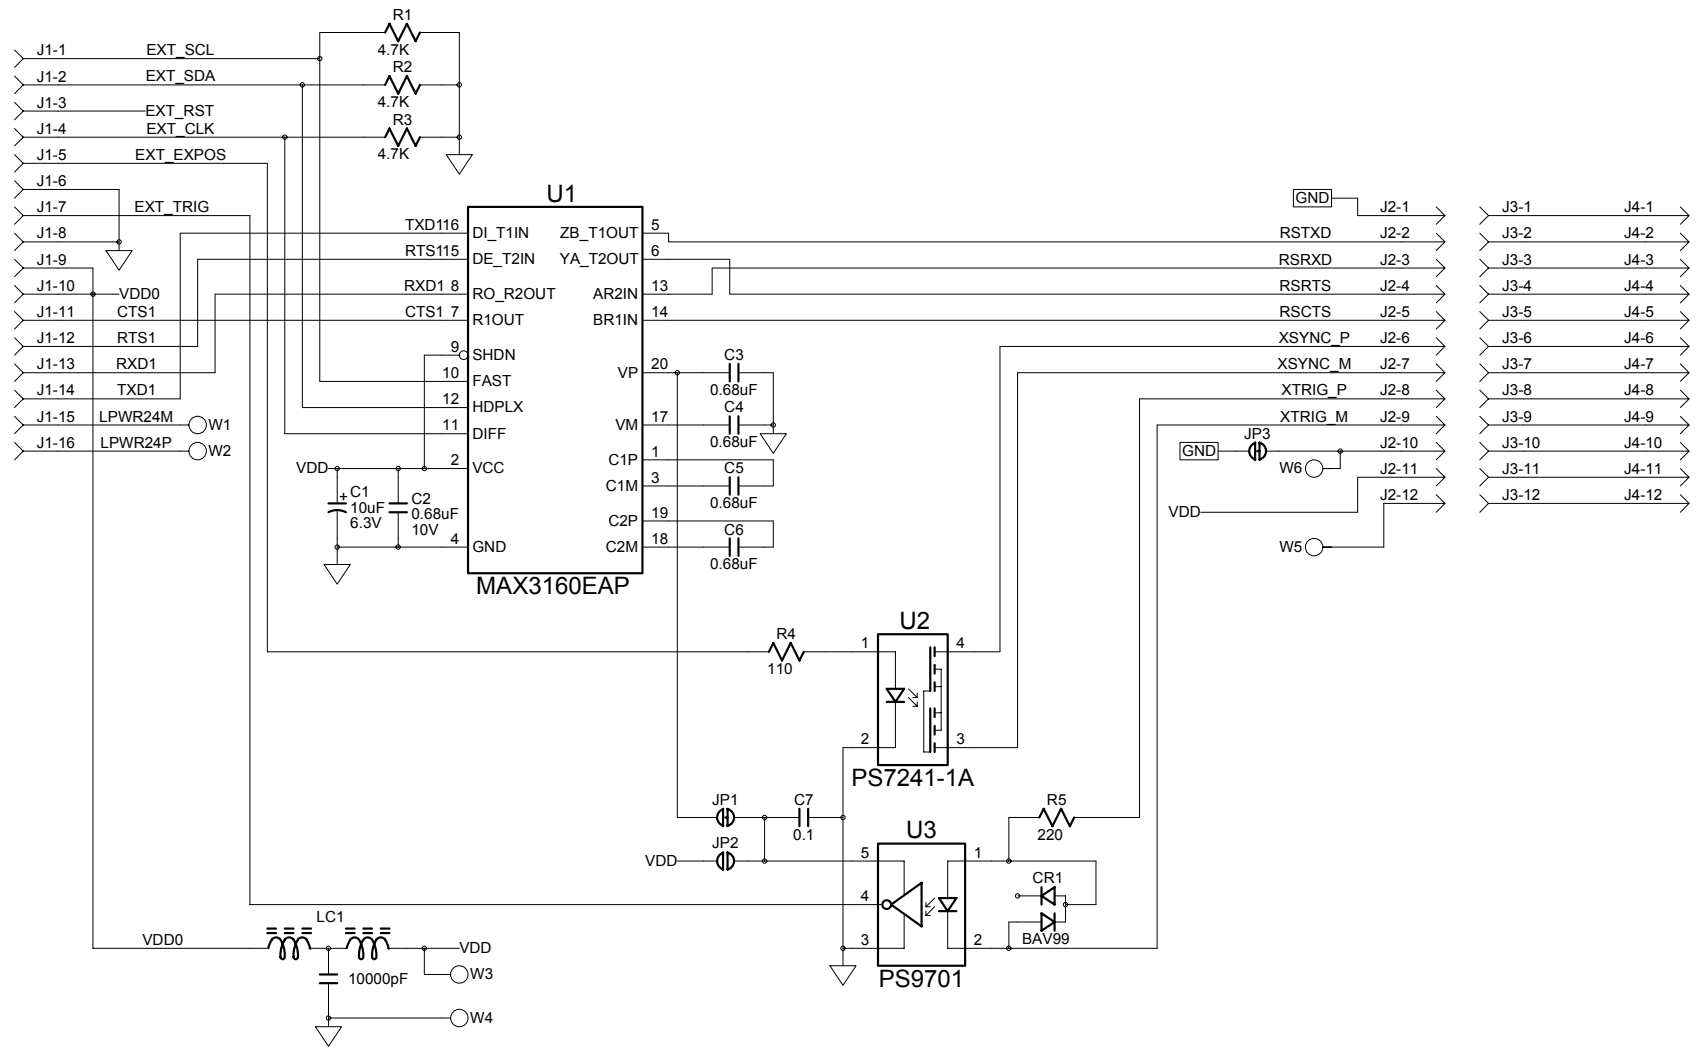 R1
4.7K
R2
4.7K
R3
4.7K
J1-1 EXT_SCL
J1-2 EXT_SDA
J1-3 EXT_RST
J1-4 EXT_CLK
J1-5 EXT_EXPOS
J1-6
J1-7 EXT_TRIG
J1-8
J1-9
J1-10 VDD0
J1-11 CTS1
J1-12 RTS1
J1-13 RXD1
J1-14 TXD1
J1-15 LPWR24M W1
J1-16 LPWR24P W2
U1
TXD1 16 DI_T1IN ZB_T1OUT 5
RTS1 15 DE_T2IN YA_T2OUT 6
RXD1 8 RO_R2OUT AR2IN 13
CTS1 7 R1OUT BR1IN 14
9 SHDN
10 FAST VP 20
12 HDPLX
11 DIFF VM 17
2 VCC C1P 1
C1M 3
C2P 19
4 GND C2M 18
MAX3160EAP
VDD
C1
10uF
6.3V
C2
0.68uF
10V
C3
0.68uF
C4
0.68uF
C5
0.68uF
C6
0.68uF
GND J2-1 J3-1 J4-1
RSTXD J2-2 J3-2 J4-2
RSRXD J2-3 J3-3 J4-3
RSRTS J2-4 J3-4 J4-4
RSCTS J2-5 J3-5 J4-5
XSYNC_P J2-6 J3-6 J4-6
XSYNC_M J2-7 J3-7 J4-7
XTRIG_P J2-8 J3-8 J4-8
XTRIG_M J2-9 J3-9 J4-9
GND JP3 J2-10 J3-10 J4-10
W6 J2-11 J3-11 J4-11
J2-12 J3-12 J4-12
VDD
W5
R4
110
U2
1 4
2 3
PS7241-1A
JP1
JP2
VDD
C7
0.1
U3
5 1
4
3 2
PS9701
R5
220
CR1
BAV99
VDD0
LC1
10000pF
VDD
W3
W4